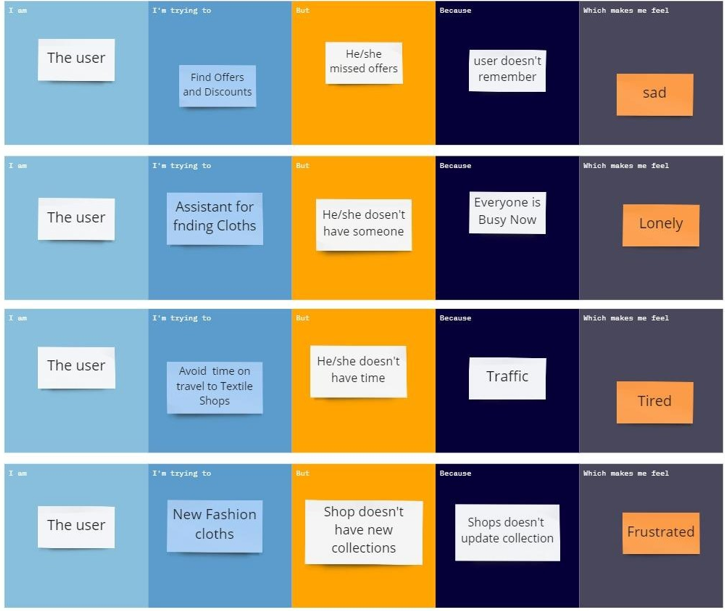 I am
I'm trying to
But
Because
Which makes me feel
The user
Find Offers
and Discounts
He/she
missed offers
user doesn't
remember
sad
I am
I'm trying to
But
Because
Which makes me feel
The user
Assistant for
fnding Cloths
He/she dosen't
have someone
Everyone is
Busy Now
Lonely
I am
I'm trying to
But
Because
Which makes me feel
The user
Avoid time on
travel to Textile
Shops
He/she doesn't
have time
Traffic
Tired
I am
I'm trying to
But
Because
Which makes me feel
The user
New Fashion
cloths
Shop doesn't
have new
collections
Shops doesn't
update collection
Frustrated